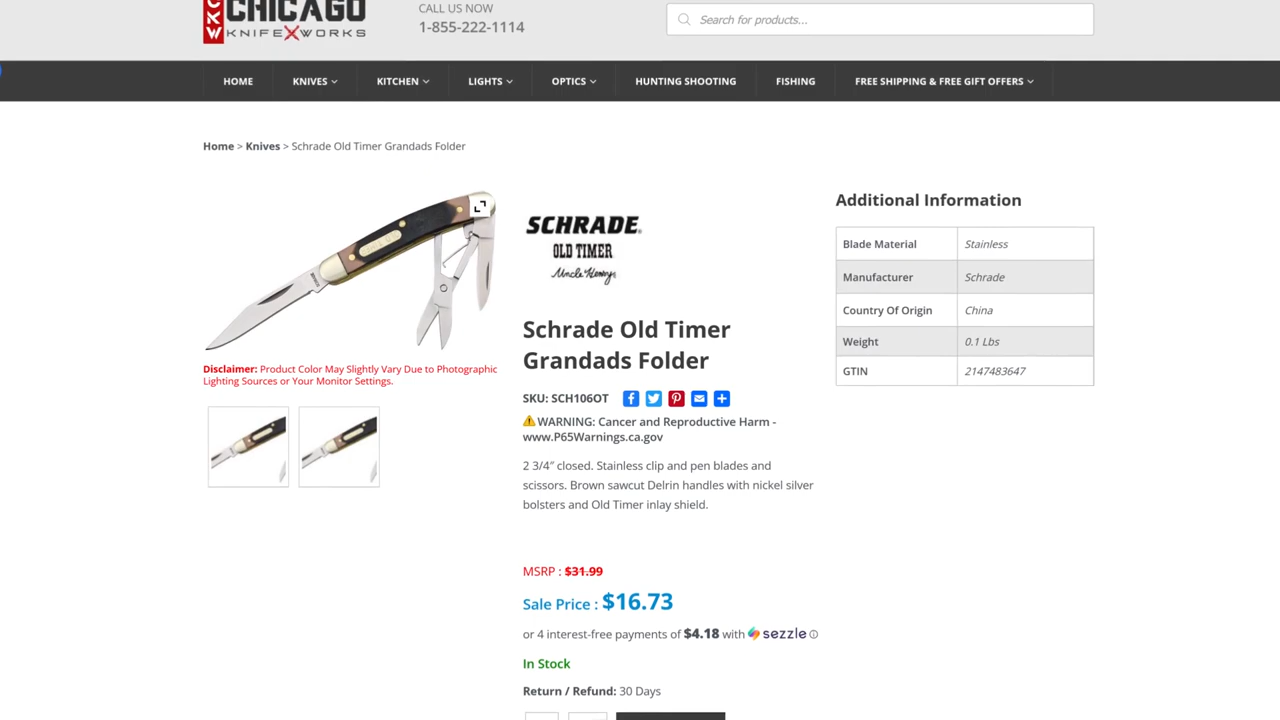 CKW CHICAGO
KNIFE WORKS
CALL US NOW
1-855-222-1114
Search for products...
HOME
KNIVES
KITCHEN
LIGHTS
OPTICS
HUNTING SHOOTING
FISHING
FREE SHIPPING & FREE GIFT OFFERS
Home > Knives > Schrade Old Timer Grandads Folder
Disclaimer: Product Color May Slightly Vary Due to Photographic
Lighting Sources or Your Monitor Settings.
SCHRADE.
OLD TIMER
Uncle Henry
Schrade Old Timer
Grandads Folder
SKU: SCH106OT
WARNING: Cancer and Reproductive Harm -
www.P65Warnings.ca.gov
2 3/4″ closed. Stainless clip and pen blades and
scissors. Brown sawcut Delrin handles with nickel silver
bolsters and Old Timer inlay shield.
MSRP : $31.99
Sale Price : $16.73
or 4 interest-free payments of $4.18 with sezzle
In Stock
Return / Refund: 30 Days
Additional Information
Blade Material Stainless
Manufacturer Schrade
Country Of Origin China
Weight 0.1 Lbs
GTIN 2147483647